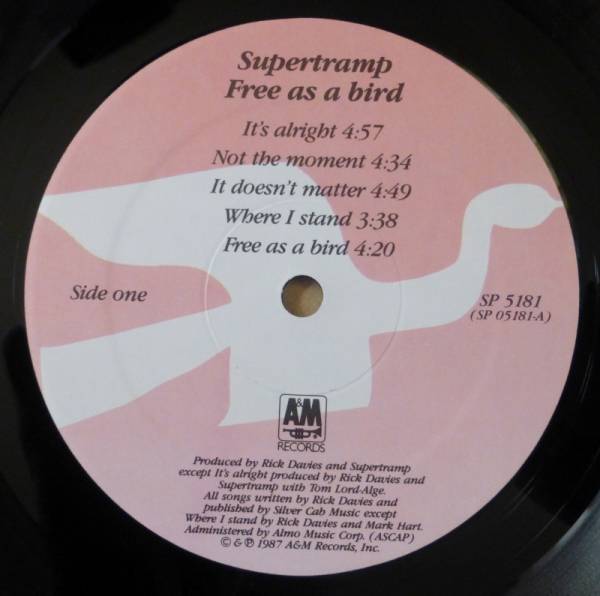 Supertramp
Free as a bird
It's alright 4:57
Not the moment 4:34
It doesn't matter 4:49
Where I stand 3:38
Free as a bird 4:20
Side one
SP 5181
(SP 05181-A)
A&M
RECORDS
Produced by Rick Davies and Supertramp
except It's alright produced by Rick Davies and
Supertramp with Tom Lord-Alge.
All songs written by Rick Davies and
published by Silver Cab Music except
Where I stand by Rick Davies and Mark Hart.
Administered by Almo Music Corp. (ASCAP)
© & ℗ 1987 A&M Records, Inc.